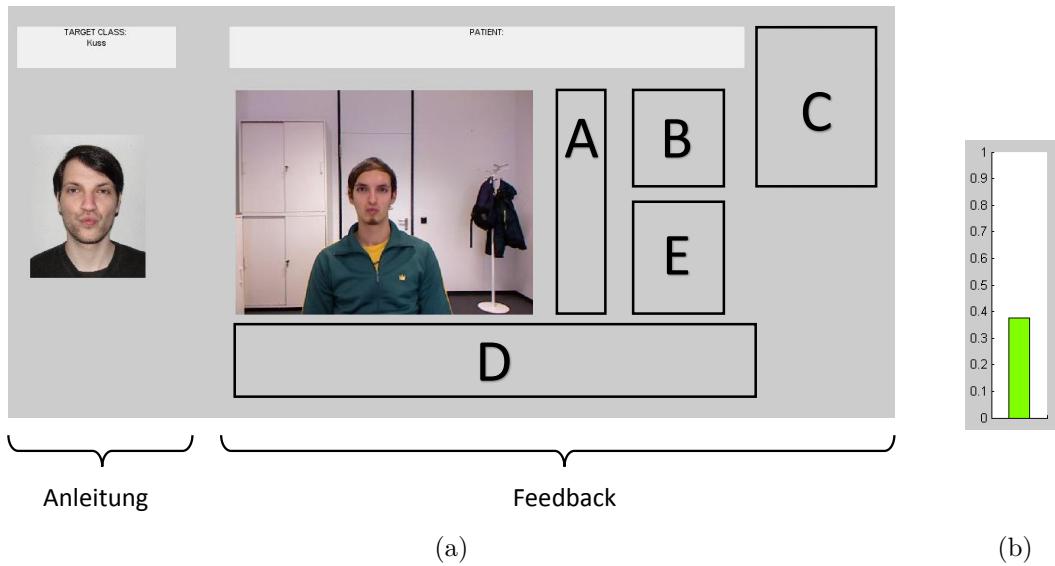 TARGET CLASS:
Kuss
PATIENT:
A
B
C
E
D
Anleitung
Feedback
(a)
1
0.9
0.8
0.7
0.6
0.5
0.4
0.3
0.2
0.1
0
(b)